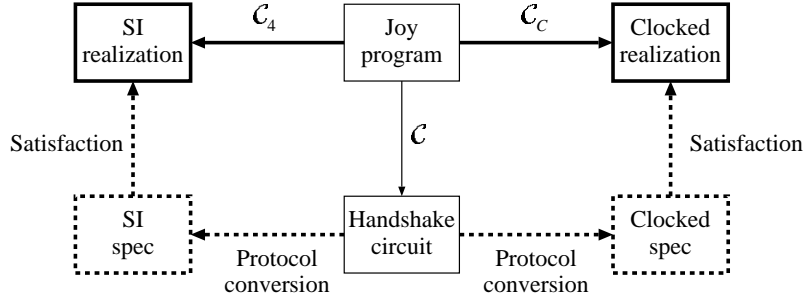 SI
realization
𝒞4
Joy
program
𝒞C
Clocked
realization
Satisfaction
𝒞
Satisfaction
SI
spec
Protocol
conversion
Handshake
circuit
Protocol
conversion
Clocked
spec